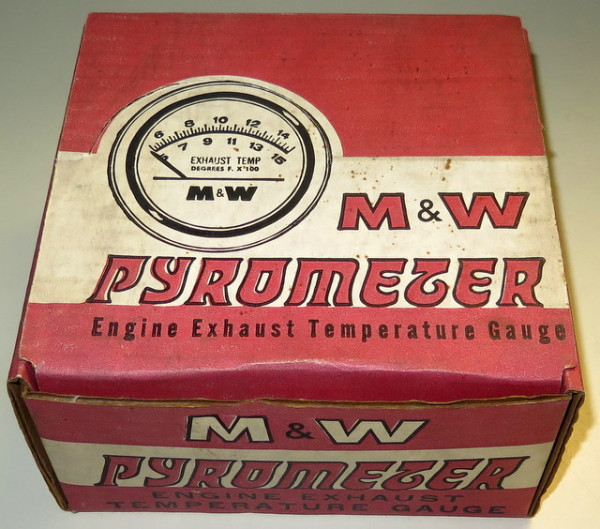 6 8 10 12 14
7 9 11 13 15
EXHAUST TEMP
DEGREES F. X°100
M&W
M & W
PYROMETER
Engine Exhaust Temperature Gauge
M & W
PYROMETER
ENGINE EXHAUST
TEMPERATURE GAUGE